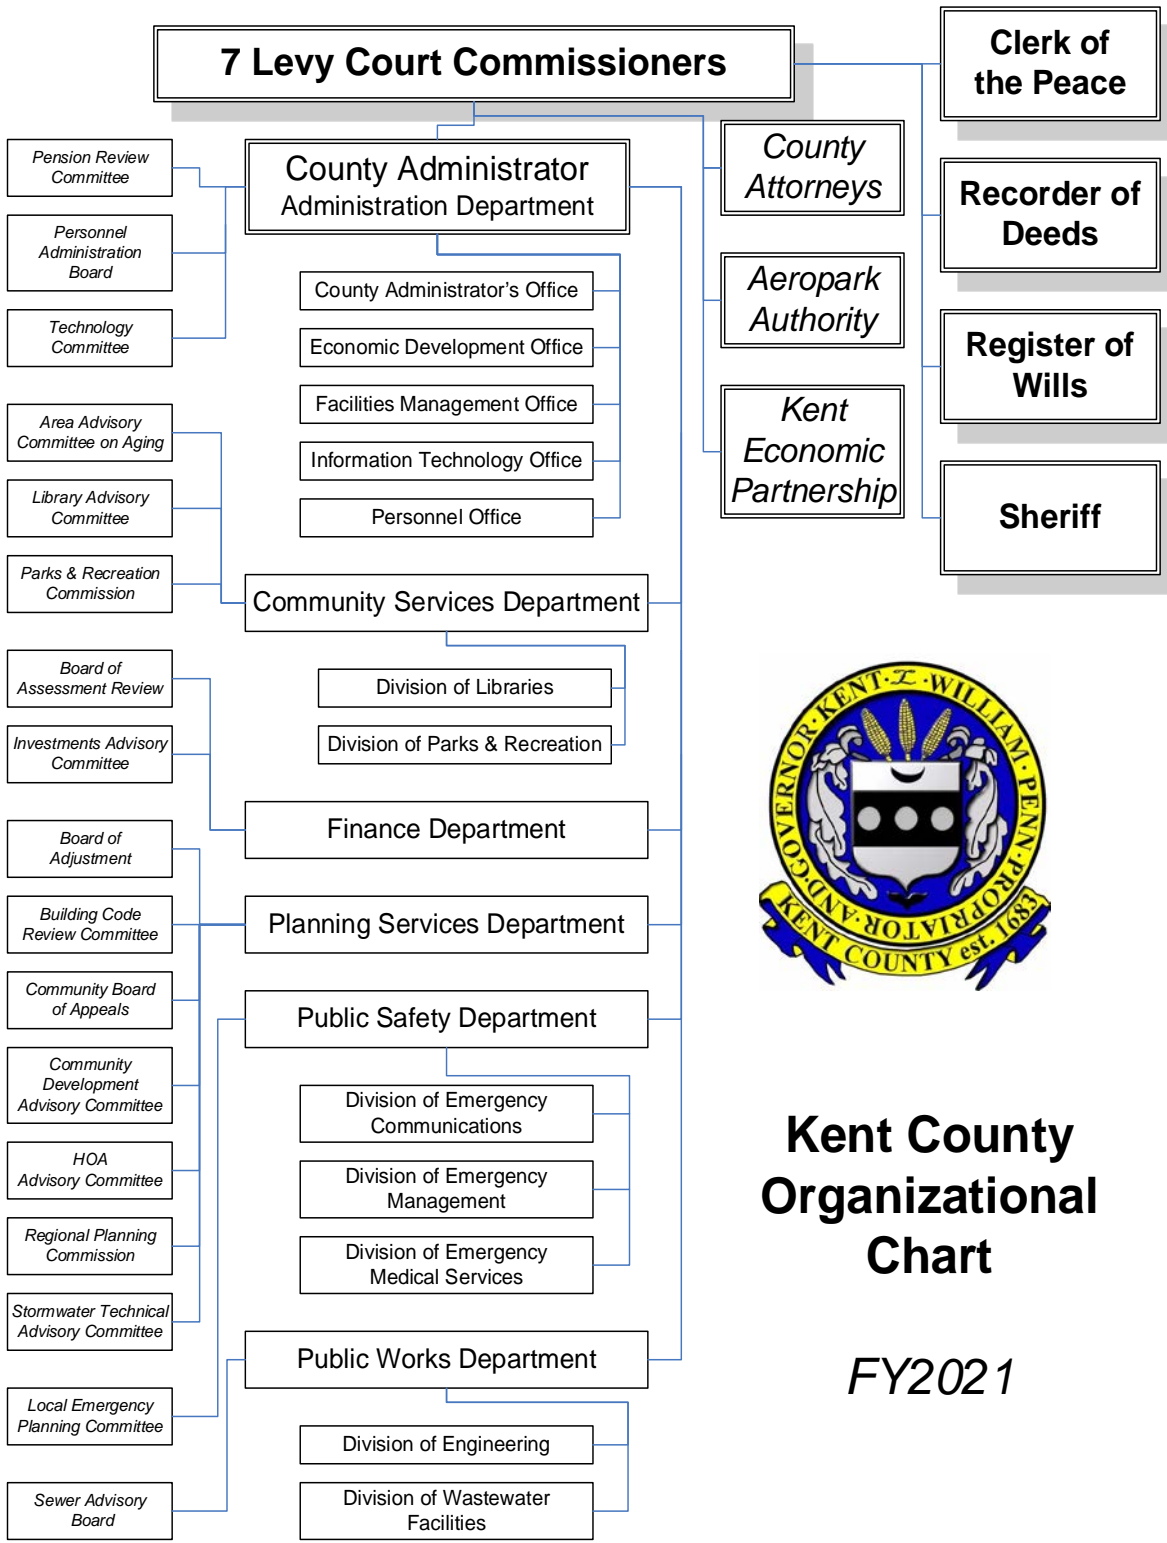 7 Levy Court Commissioners
Clerk of
the Peace
Recorder of
Deeds
Register of
Wills
Sheriff
County
Attorneys
Aeropark
Authority
Kent
Economic
Partnership
County Administrator
Administration Department
Pension Review
Committee
Personnel
Administration
Board
Technology
Committee
County Administrator’s Office
Economic Development Office
Facilities Management Office
Information Technology Office
Personnel Office
Area Advisory
Committee on Aging
Library Advisory
Committee
Parks & Recreation
Commission
Community Services Department
Division of Libraries
Division of Parks & Recreation
Board of
Assessment Review
Investments Advisory
Committee
Finance Department
Board of
Adjustment
Building Code
Review Committee
Community Board
of Appeals
Community
Development
Advisory Committee
HOA
Advisory Committee
Regional Planning
Commission
Stormwater Technical
Advisory Committee
Planning Services Department
Public Safety Department
Division of Emergency
Communications
Division of Emergency
Management
Division of Emergency
Medical Services
Local Emergency
Planning Committee
Public Works Department
Division of Engineering
Division of Wastewater
Facilities
Sewer Advisory
Board
WILLIAM·PENN·PROPRIATOR·AND·GOVERNOR·KENT
KENT COUNTY est. 1683
Kent County
Organizational
Chart
FY2021